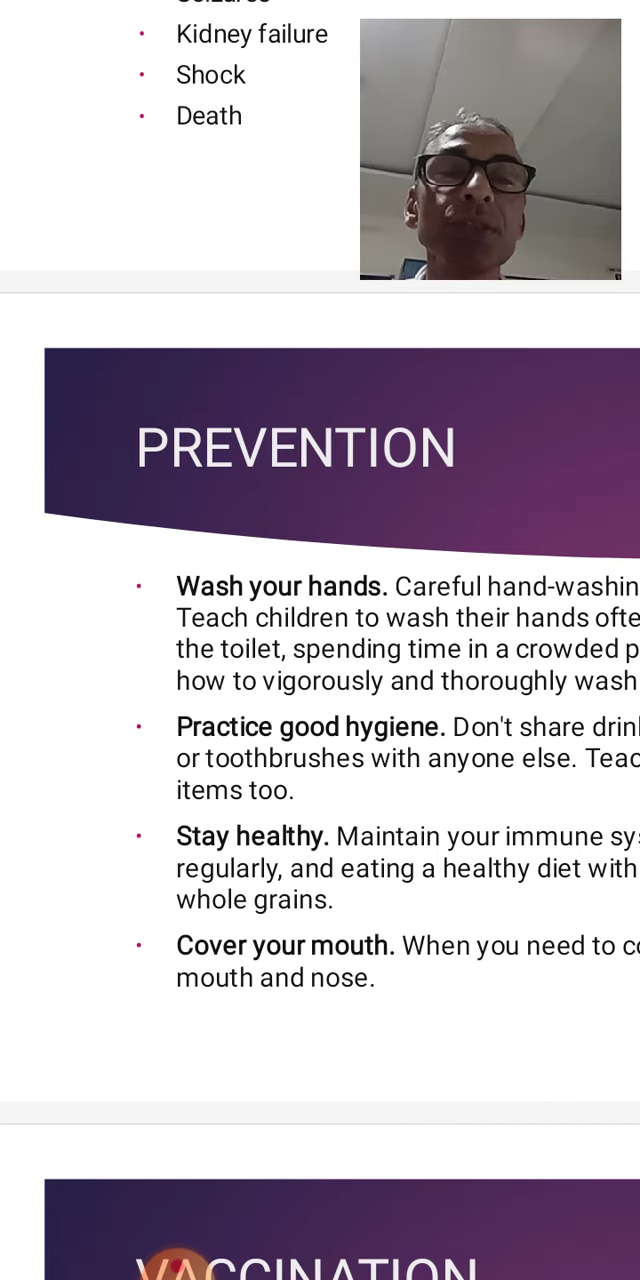 Kidney failure
Shock
Death
PREVENTION
Wash your hands. Careful hand-washin
Teach children to wash their hands ofte
the toilet, spending time in a crowded p
how to vigorously and thoroughly wash
Practice good hygiene. Don't share drin
or toothbrushes with anyone else. Teac
items too.
Stay healthy. Maintain your immune sys
regularly, and eating a healthy diet with
whole grains.
Cover your mouth. When you need to co
mouth and nose.
VACCINATION